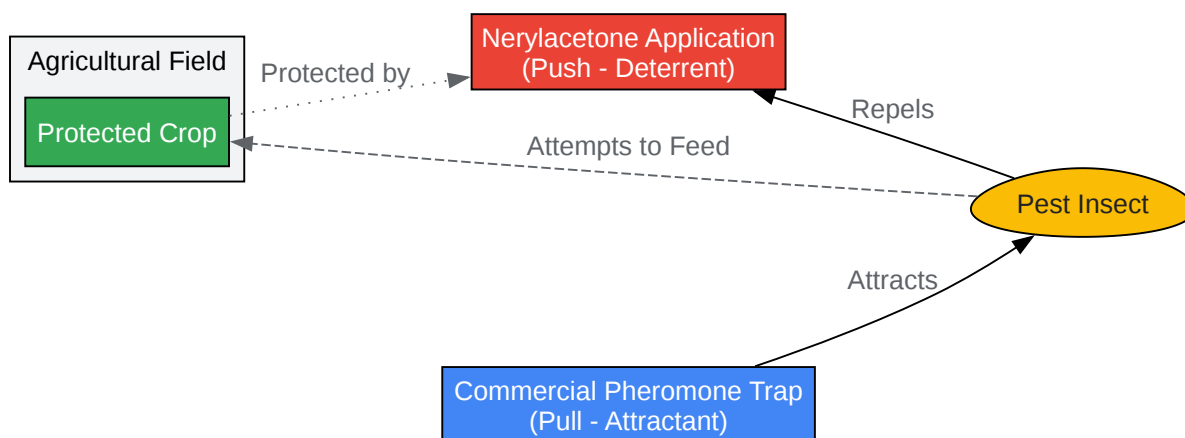 Agricultural Field
Protected Crop
Protected by
Nerylacetone Application
(Push - Deterrent)
Repels
Attempts to Feed
Pest Insect
Attracts
Commercial Pheromone Trap
(Pull - Attractant)